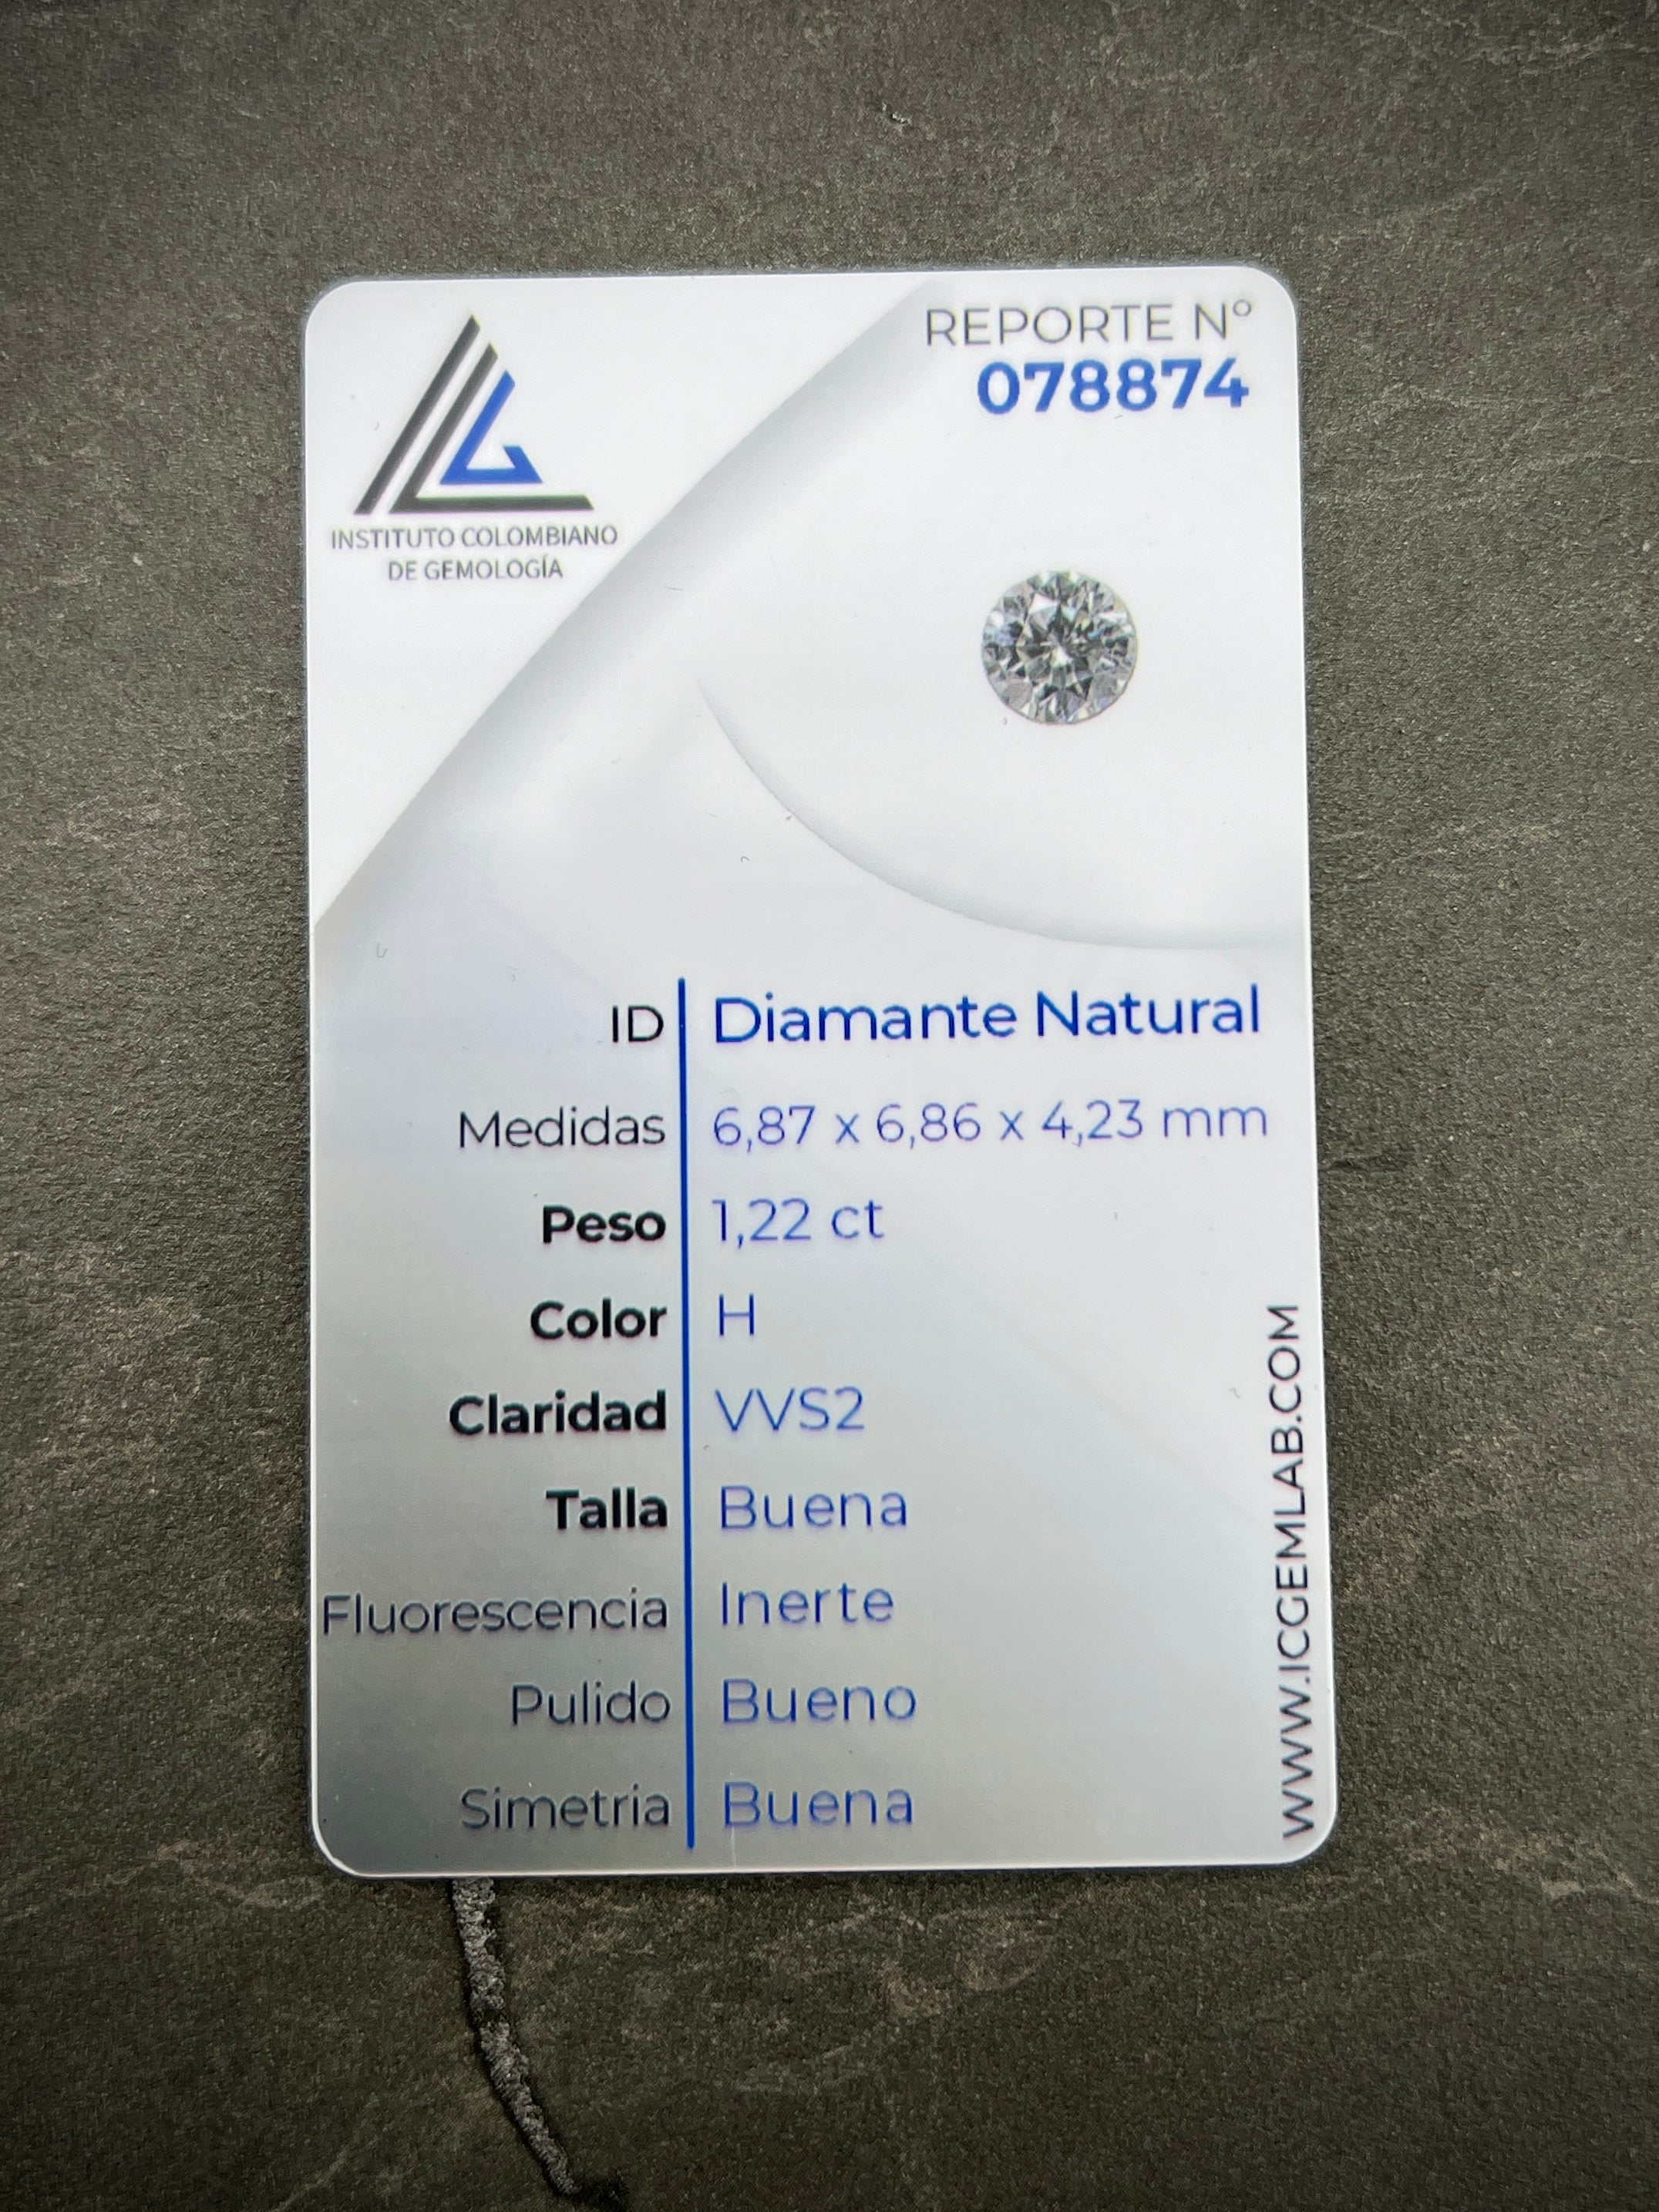 INSTITUTO COLOMBIANO
DE GEMOLOGÍA
REPORTE Nº
078874
ID Diamante Natural
Medidas 6,87 x 6,86 x 4,23 mm
Peso 1,22 ct
Color H
Claridad VVS2
Talla Buena
Fluorescencia Inerte
Pulido Bueno
Simetria Buena
WWW.ICGEMLAB.COM